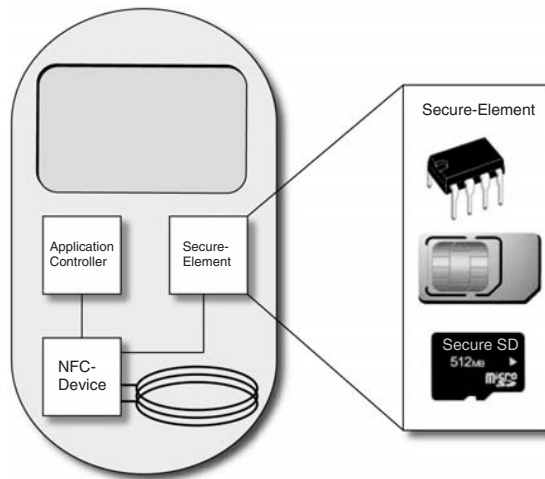 Secure-Element
Application
Controller
Secure-
Element
NFC-
Device
Secure SD
512MB
micro
SD